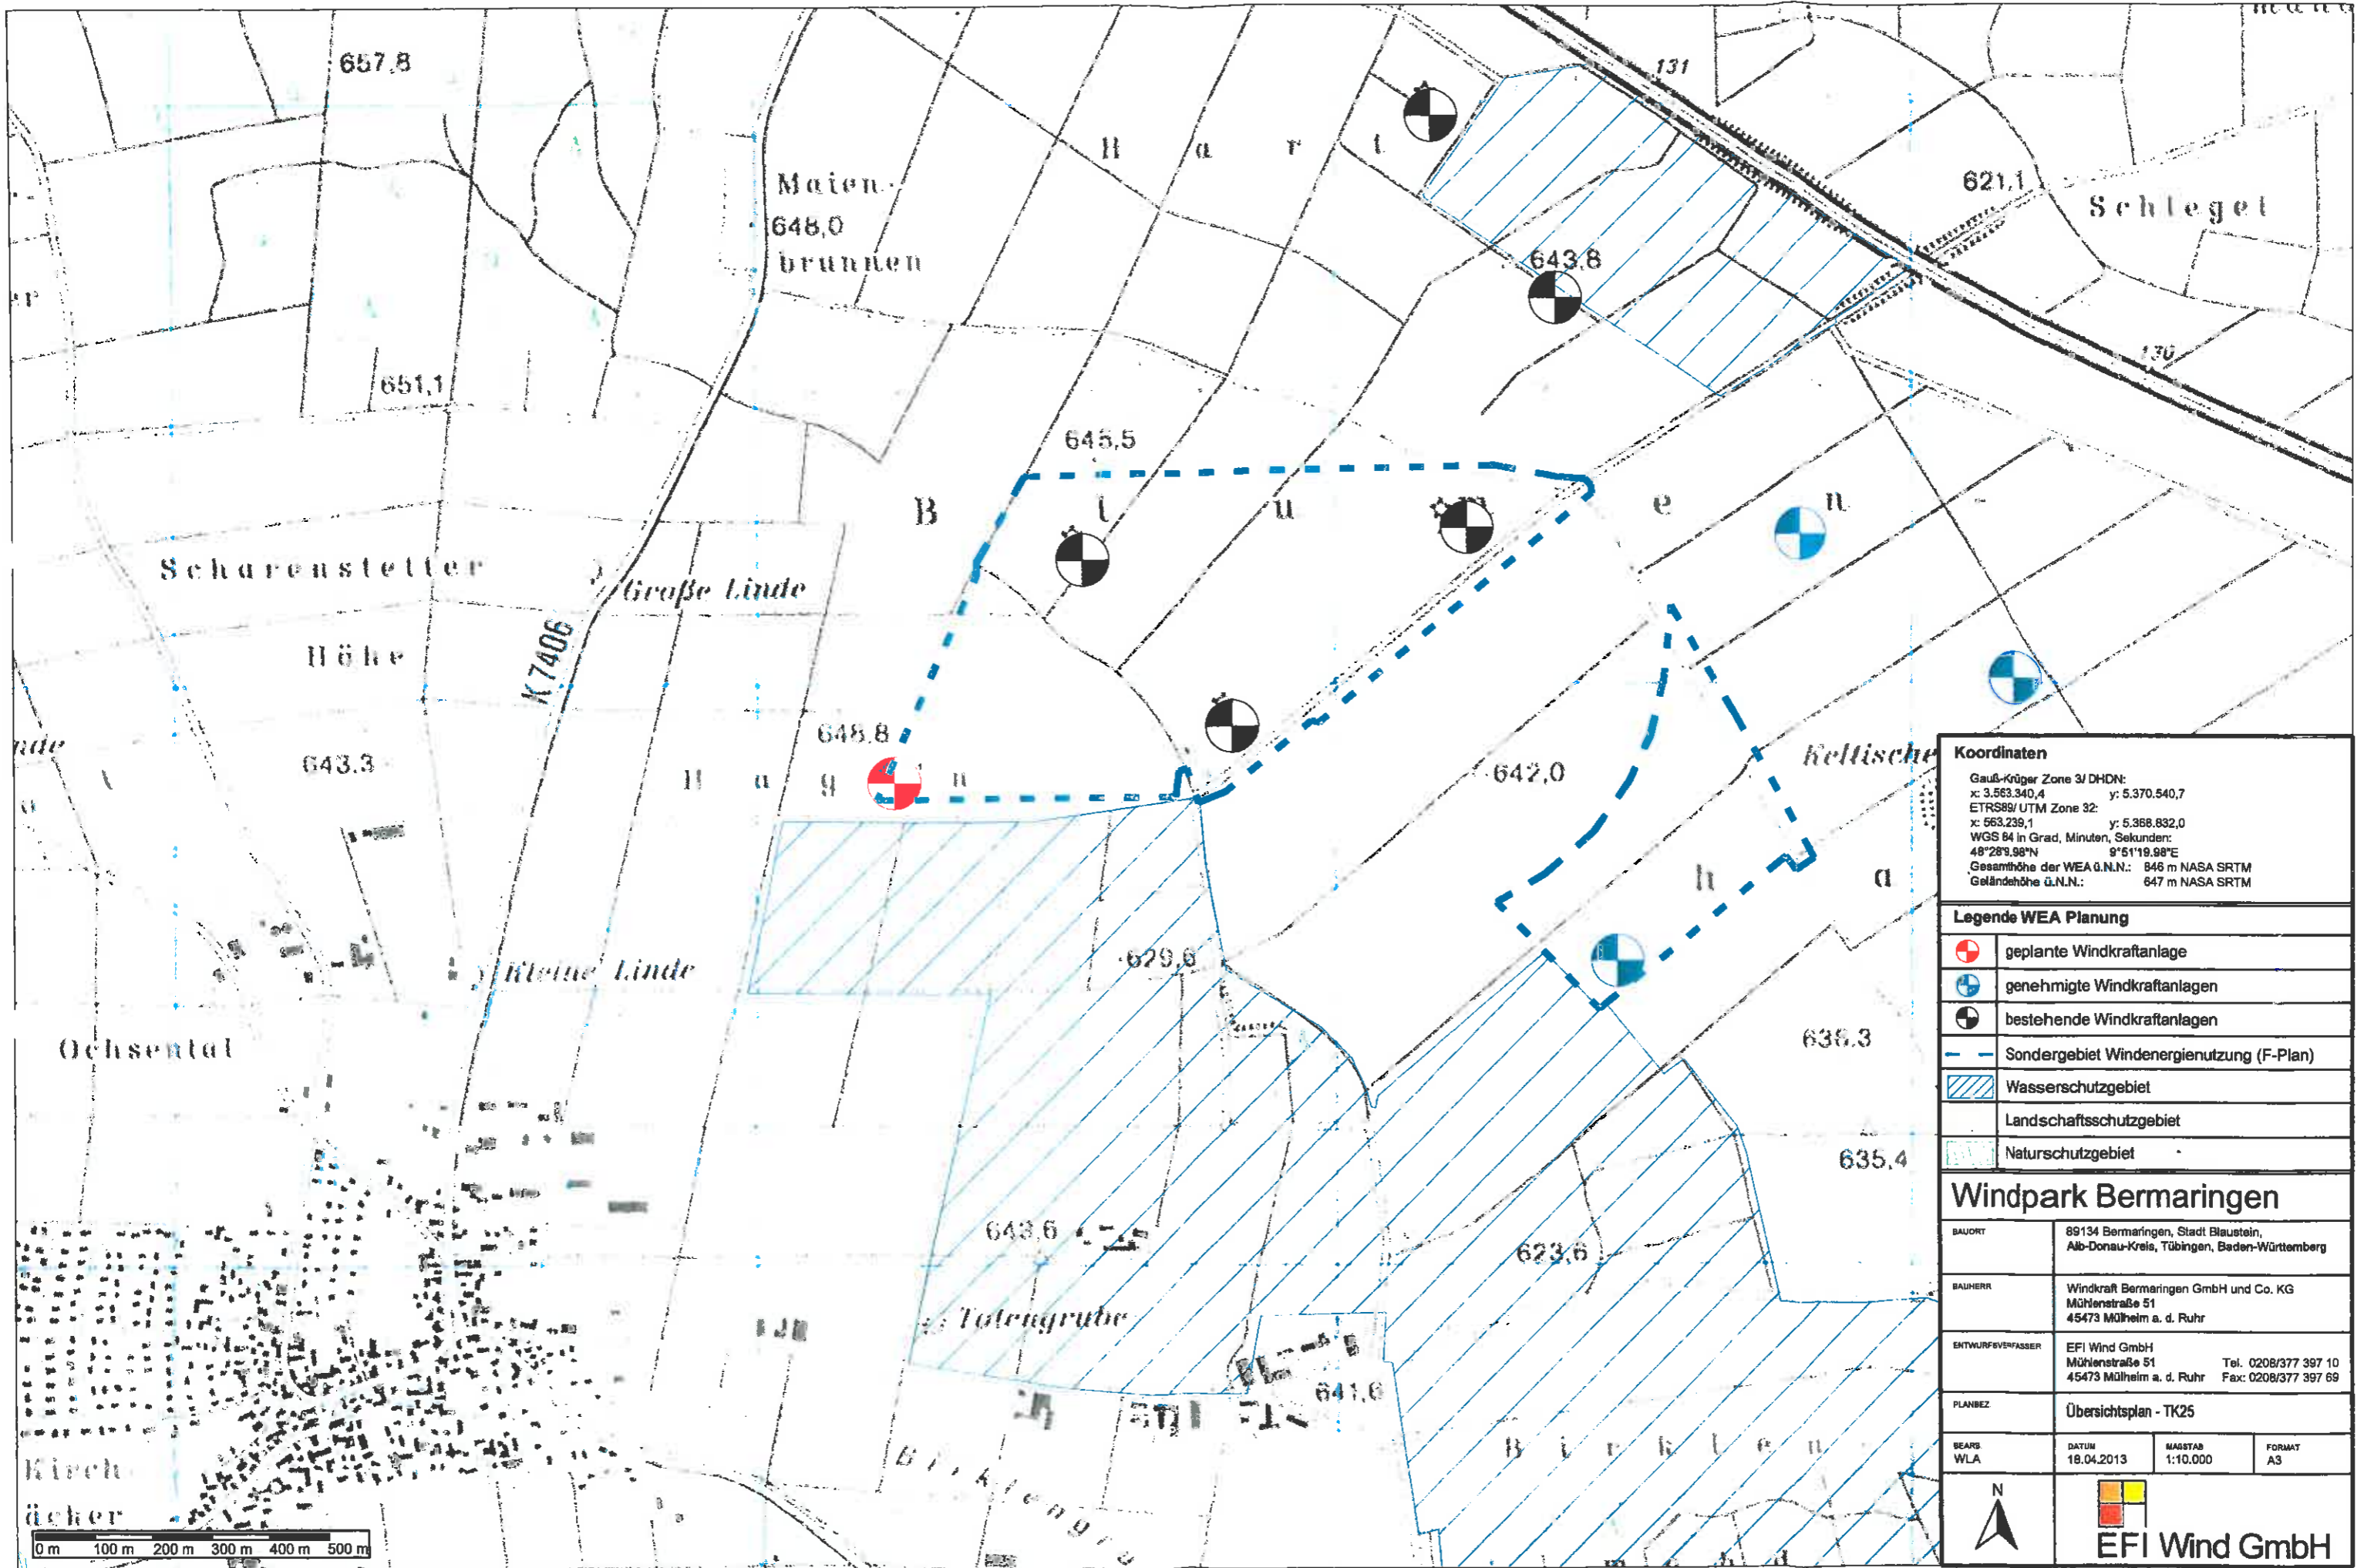 657,8
131
Maien-
648,0
brunnen
H a r t
621,1
Schlegel
643,8
130
651,1
645,5
B l u e n
Scharenstetter
Große Linde
Höhe
K 7406
648,8
643.3
H a g n
642,0
Keltische
h a
629,6
Kleine Linde
Ochsental
636.3
635,4
643,6
623,6
Totengrube
641,6
Birklen
Kirch
äcker
0 m 100 m 200 m 300 m 400 m 500 m
Koordinaten
Gauß-Krüger Zone 3/ DHDN:
x: 3.563.340,4 y: 5.370.540,7
ETRS89/ UTM Zone 32:
x: 563.239,1 y: 5.368.832,0
WGS 84 in Grad, Minuten, Sekunden:
48°28'9.98"N 9°51'19.98"E
Gesamthöhe der WEA ü.N.N.: 846 m NASA SRTM
Geländehöhe ü.N.N.: 647 m NASA SRTM
Legende WEA Planung
geplante Windkraftanlage
genehmigte Windkraftanlagen
bestehende Windkraftanlagen
Sondergebiet Windenergienutzung (F-Plan)
Wasserschutzgebiet
Landschaftsschutzgebiet
Naturschutzgebiet
Windpark Bermaringen
BAUORT
89134 Bermaringen, Stadt Blaustein,
Alb-Donau-Kreis, Tübingen, Baden-Württemberg
BAUHERR
Windkraft Bermaringen GmbH und Co. KG
Mühlenstraße 51
45473 Mülheim a. d. Ruhr
ENTWURFSVERFASSER
EFI Wind GmbH
Mühlenstraße 51 Tel. 0208/377 397 10
45473 Mülheim a. d. Ruhr Fax: 0208/377 397 69
PLANBEZ
Übersichtsplan - TK25
BEARB
WLA
DATUM
18.04.2013
MAẞSTAB
1:10.000
FORMAT
A3
N
EFI Wind GmbH